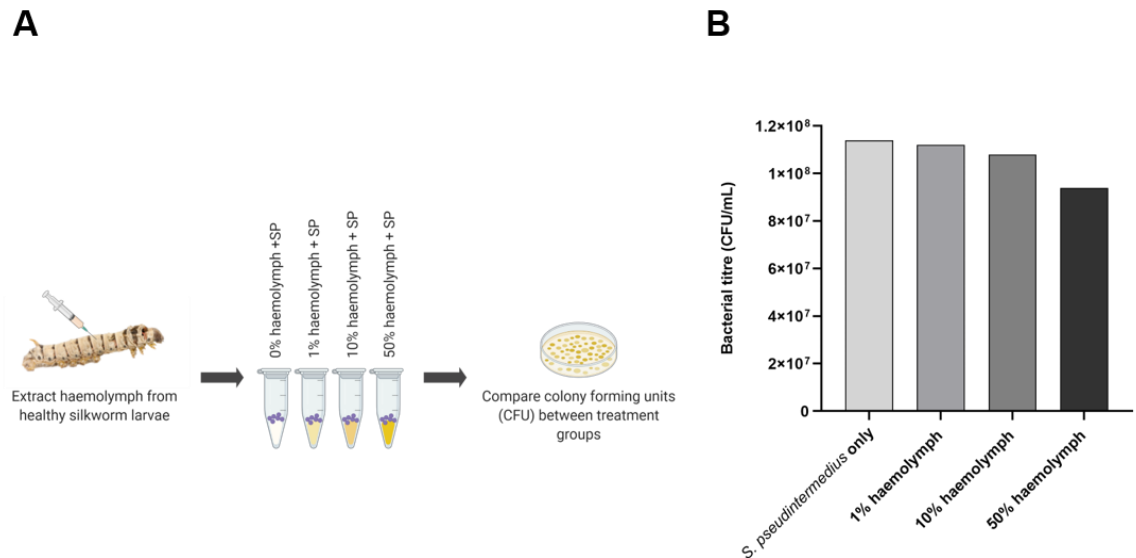 A
B
0% haemolymph +SP
1% haemolymph + SP
10% haemolymph + SP
50% haemolymph + SP
Extract haemolymph from
healthy silkworm larvae
Compare colony forming units
(CFU) between treatment
groups
Bacterial titre (CFU/mL)
1.2×10⁸
1×10⁸
8×10⁷
6×10⁷
4×10⁷
2×10⁷
0
S. pseudintermedius only
1% haemolymph
10% haemolymph
50% haemolymph